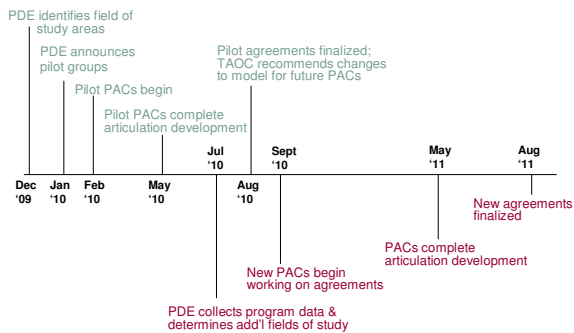 PDE identifies field of
study areas
PDE announces
pilot groups
Pilot PACs begin
Pilot PACs complete
articulation development
Pilot agreements finalized;
TAOC recommends changes
to model for future PACs
Jul
'10
Sept
'10
May
'11
Aug
'11
Dec
'09
Jan
'10
Feb
'10
May
'10
Aug
'10
New agreements
finalized
PACs complete
articulation development
New PACs begin
working on agreements
PDE collects program data &
determines add'l fields of study